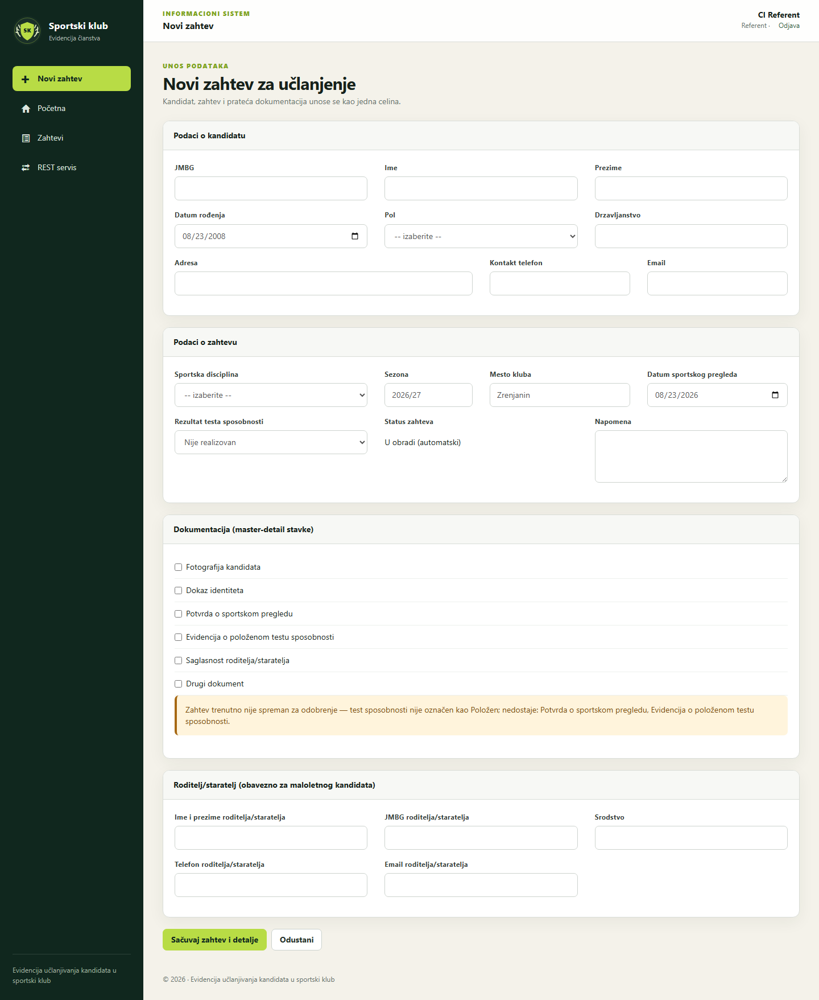 SK
Sportski klub
Evidencija članstva
Novi zahtev
Početna
Zahtevi
REST servis
Evidencija učlanjivanja kandidata u
sportski klub
INFORMACIONI SISTEM
Novi zahtev
CI Referent
Referent · Odjava
UNOS PODATAKA
Novi zahtev za učlanjenje
Kandidat, zahtev i prateća dokumentacija unose se kao jedna celina.
Podaci o kandidatu
JMBG Ime Prezime
Datum rođenja Pol Drzavljanstvo
08/23/2008 -- izaberite --
Adresa Kontakt telefon Email
Podaci o zahtevu
Sportska disciplina Sezona Mesto kluba Datum sportskog pregleda
-- izaberite -- 2026/27 Zrenjanin 08/23/2026
Rezultat testa sposobnosti Status zahteva Napomena
Nije realizovan U obradi (automatski)
Dokumentacija (master-detail stavke)
Fotografija kandidata
Dokaz identiteta
Potvrda o sportskom pregledu
Evidencija o položenom testu sposobnosti
Saglasnost roditelja/staratelja
Drugi dokument
Zahtev trenutno nije spreman za odobrenje — test sposobnosti nije označen kao Položen; nedostaje: Potvrda o sportskom pregledu, Evidencija o položenom testu
sposobnosti.
Roditelj/staratelj (obavezno za maloletnog kandidata)
Ime i prezime roditelja/staratelja JMBG roditelja/staratelja Srodstvo
Telefon roditelja/staratelja Email roditelja/staratelja
Sačuvaj zahtev i detalje Odustani
© 2026 · Evidencija učlanjivanja kandidata u sportski klub